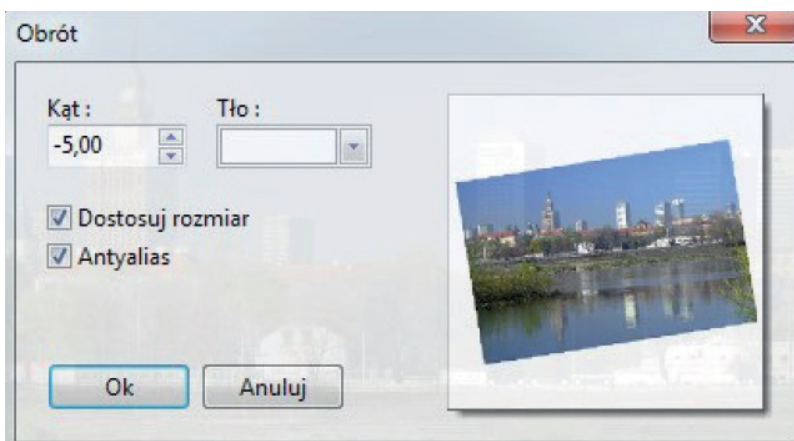 Obrót
Kąt :
Tło :
-5,00
Dostosuj rozmiar
Antyalias
Ok
Anuluj